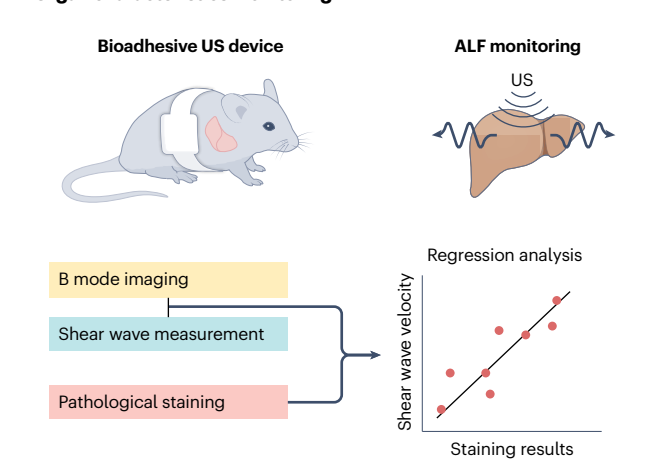 Bioadhesive US device
ALF monitoring
US
B mode imaging
Shear wave measurement
Pathological staining
Regression analysis
Shear wave velocity
Staining results